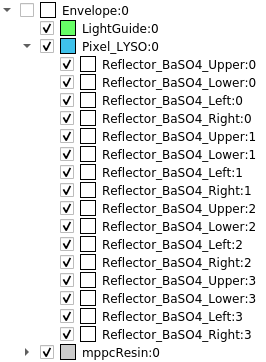 Envelope:0
LightGuide:0
Pixel_LYSO:0
Reflector_BaSO4_Upper:0
Reflector_BaSO4_Lower:0
Reflector_BaSO4_Left:0
Reflector_BaSO4_Right:0
Reflector_BaSO4_Upper:1
Reflector_BaSO4_Lower:1
Reflector_BaSO4_Left:1
Reflector_BaSO4_Right:1
Reflector_BaSO4_Upper:2
Reflector_BaSO4_Lower:2
Reflector_BaSO4_Left:2
Reflector_BaSO4_Right:2
Reflector_BaSO4_Upper:3
Reflector_BaSO4_Lower:3
Reflector_BaSO4_Left:3
Reflector_BaSO4_Right:3
mppcResin:0